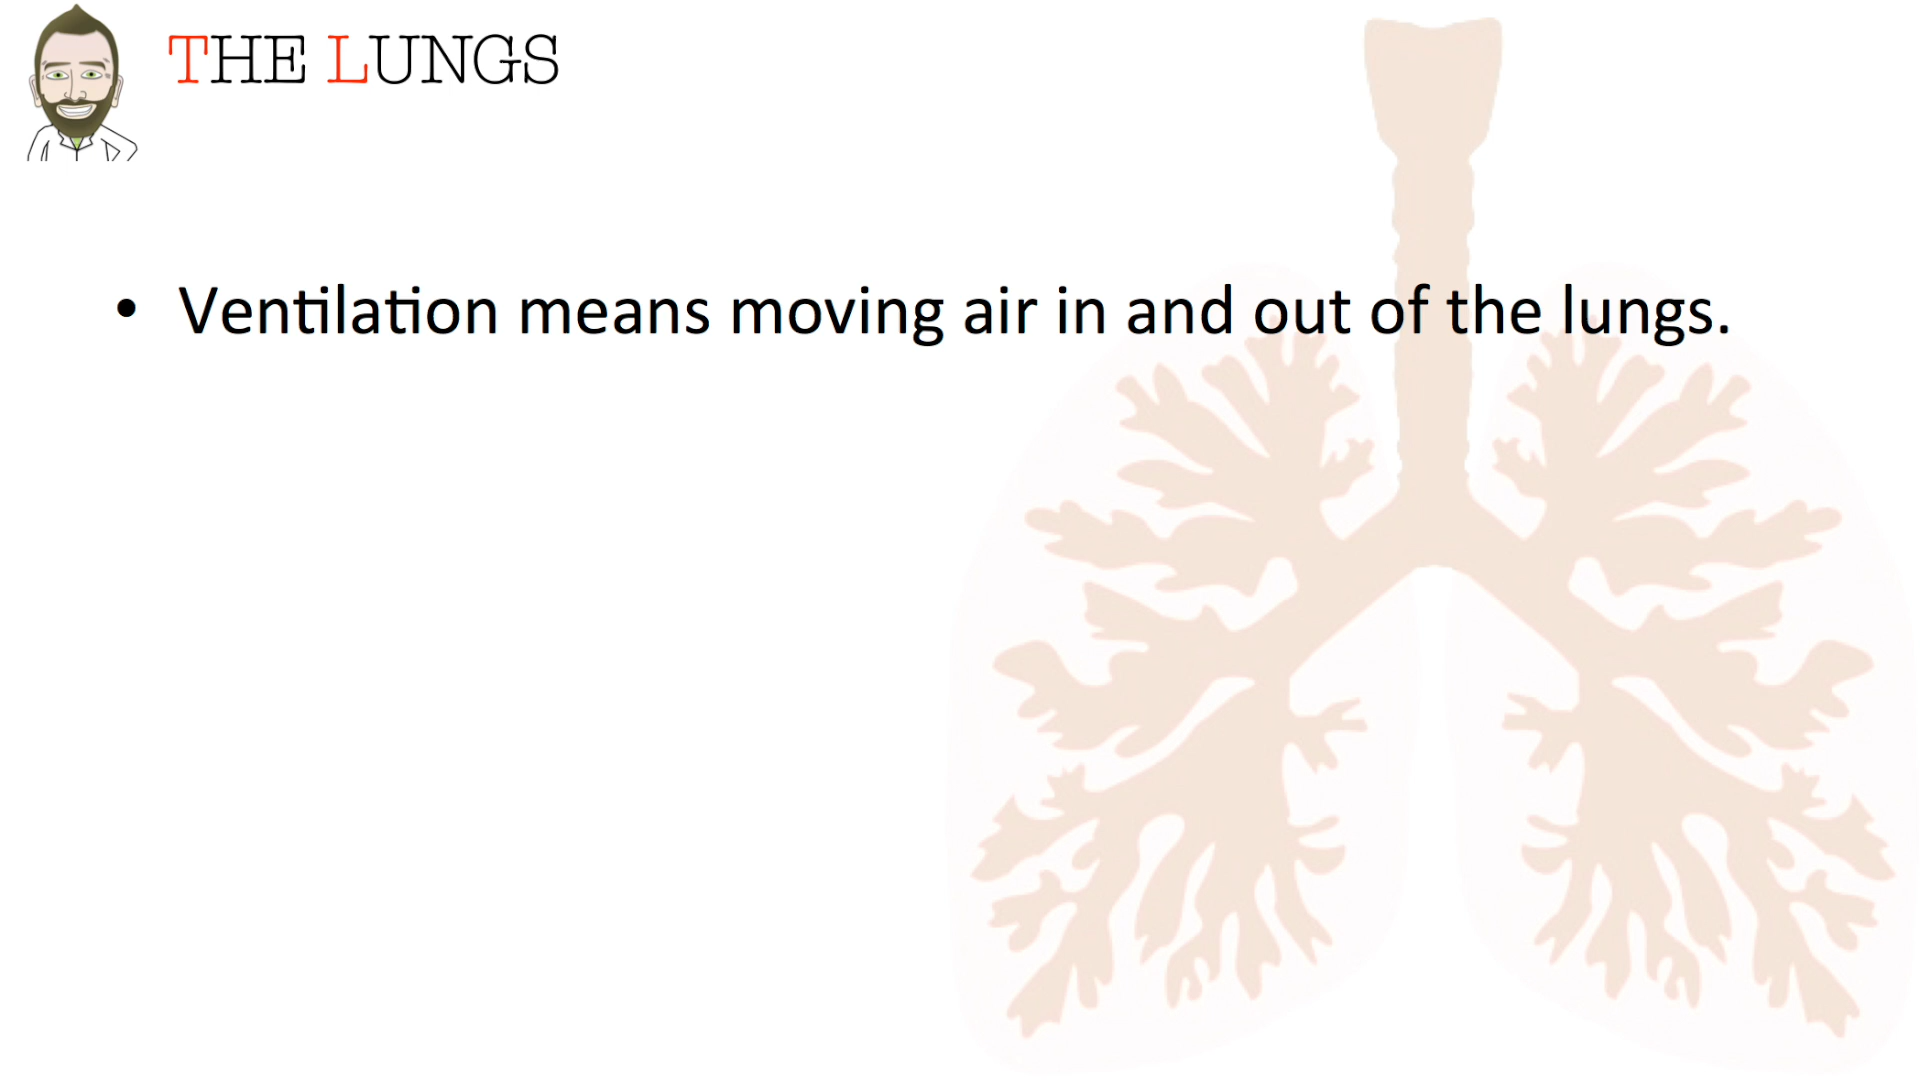 THE LUNGS
• Ventilation means moving air in and out of the lungs.